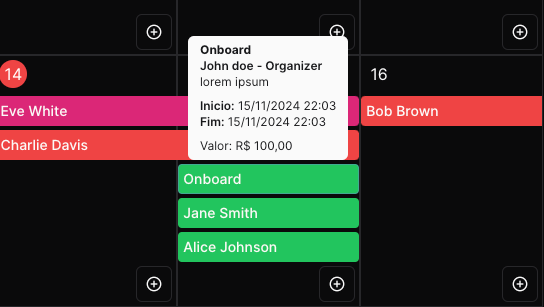 Onboard
John doe - Organizer
lorem ipsum
Inicio: 15/11/2024 22:03
Fim: 15/11/2024 22:03
Valor: R$ 100,00
14
16
Eve White
Bob Brown
Charlie Davis
Onboard
Jane Smith
Alice Johnson